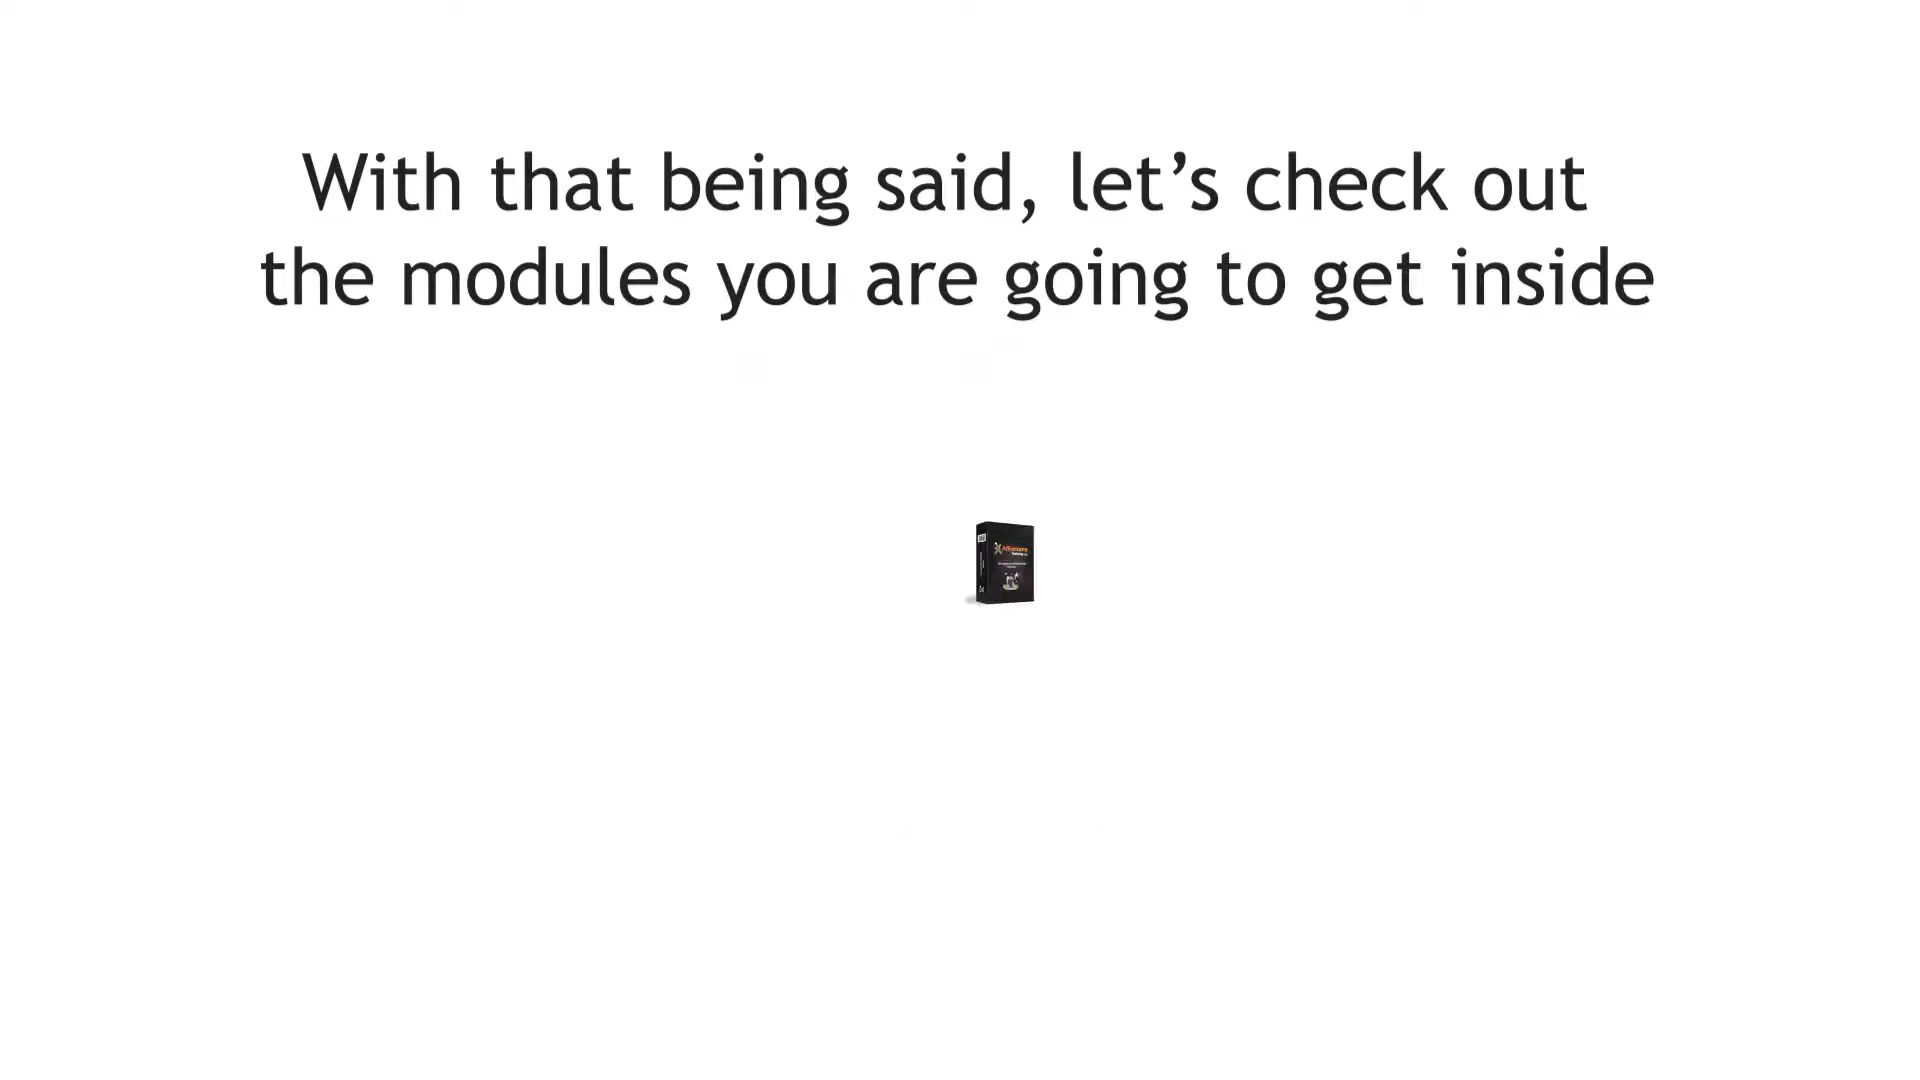 With that being said, let’s check out
the modules you are going to get inside